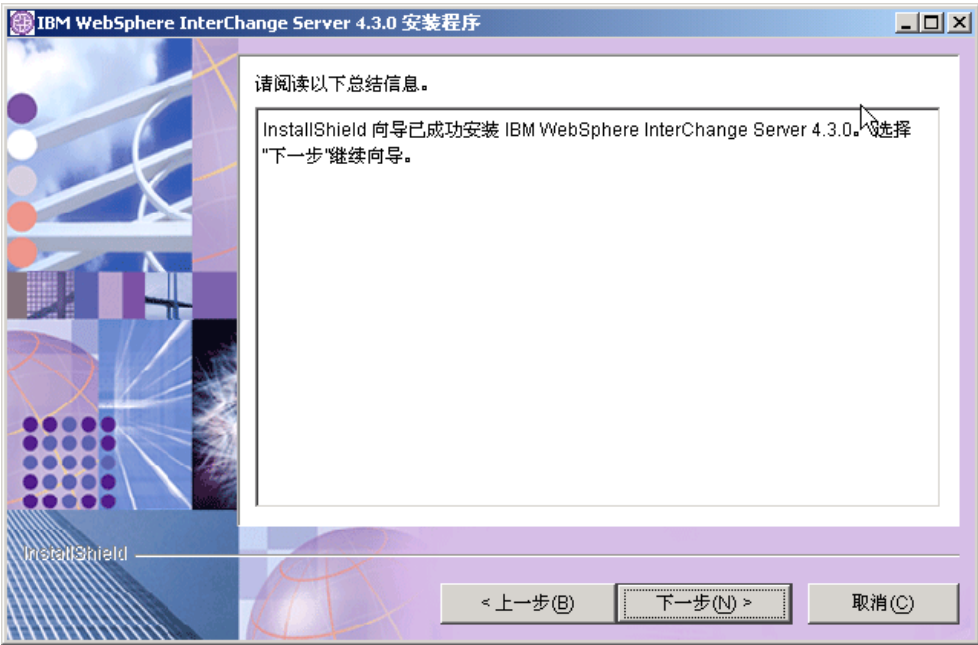 IBM WebSphere InterChange Server 4.3.0 安装程序
请阅读以下总结信息。
InstallShield 向导已成功安装 IBM WebSphere InterChange Server 4.3.0。 选择
"下一步"继续向导。
InstallShield
< 上一步(B)
下一步(N) >
取消(C)